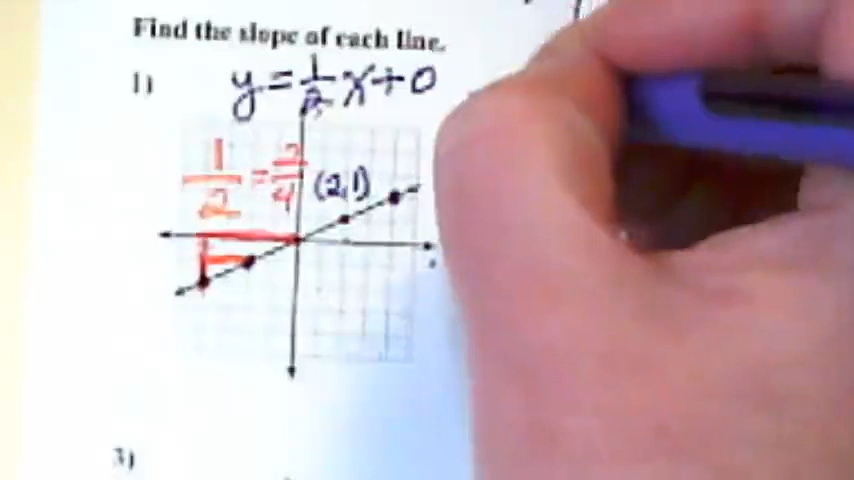 Find the slope of each line.
1)
y = 1/2 x + 0
1/2 = 2/4
(2,1)
3)